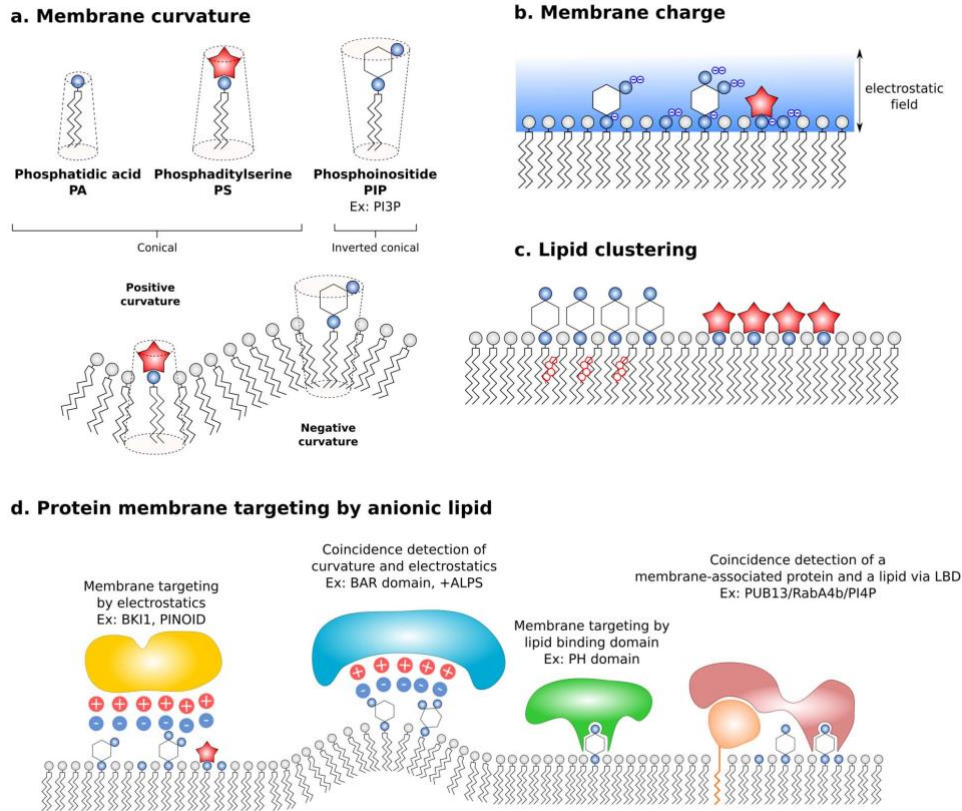 a. Membrane curvature
Phosphatidic acid
PA
Phosphaditylserine
PS
Phosphoinositide
PIP
Ex: PI3P
Conical
Inverted conical
Positive
curvature
Negative
curvature
b. Membrane charge
electrostatic
field
c. Lipid clustering
d. Protein membrane targeting by anionic lipid
Membrane targeting
by electrostatics
Ex: BKI1, PINOID
Coincidence detection of
curvature and electrostatics
Ex: BAR domain, +ALPS
Membrane targeting by
lipid binding domain
Ex: PH domain
Coincidence detection of a
membrane-associated protein and a lipid via LBD
Ex: PUB13/RabA4b/PI4P